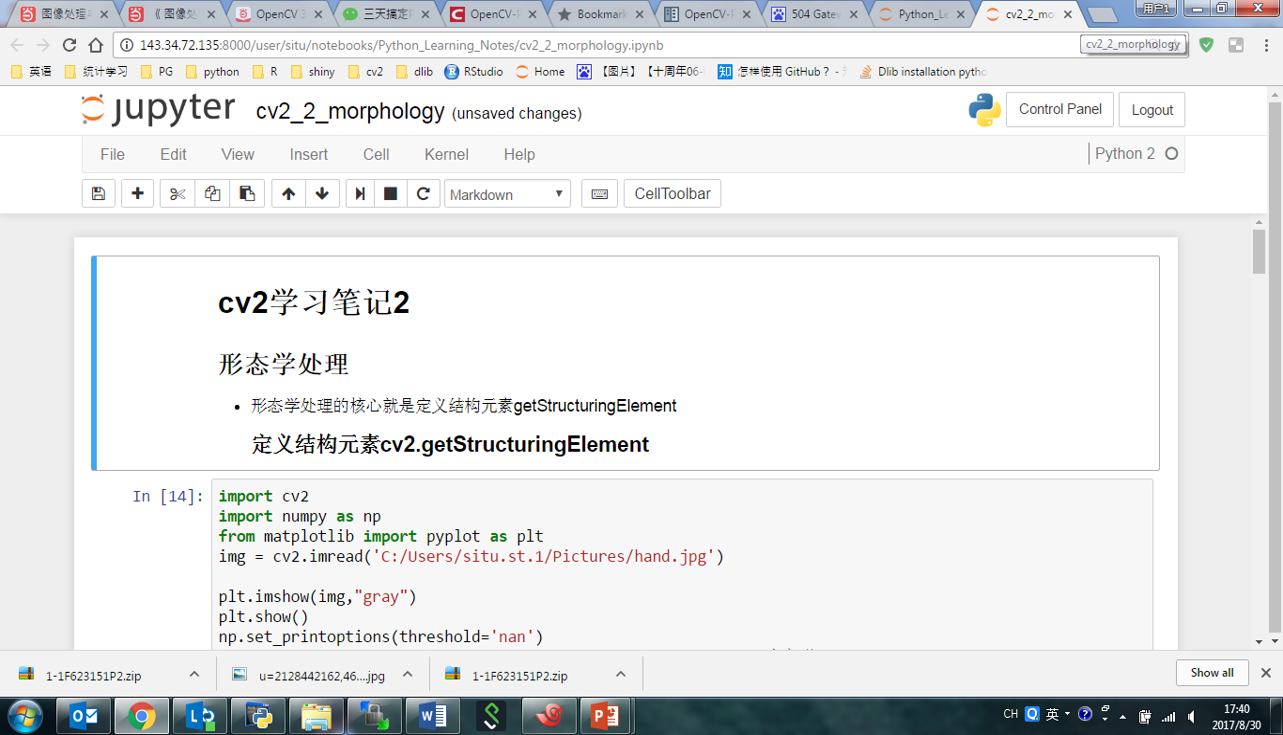 图像处理
《图像处
OpenCV 3
三天搞定
OpenCV-
Bookmark
OpenCV-
504 Gatew
Python_Le
cv2_2_mo
用户1
143.34.72.135:8000/user/situ/notebooks/Python_Learning_Notes/cv2_2_morphology.ipynb
cv2_2_morphology
英语 统计学习 PG python R shiny cv2 dlib RStudio Home 【图片】【十周年06- 知 怎样使用 GitHub？ - Dlib installation pytho
jupyter cv2_2_morphology (unsaved changes)
Control Panel Logout
File Edit View Insert Cell Kernel Help Python 2
Markdown CellToolbar
cv2学习笔记2
形态学处理
• 形态学处理的核心就是定义结构元素getStructuringElement
定义结构元素cv2.getStructuringElement
In [14]: import cv2
import numpy as np
from matplotlib import pyplot as plt
img = cv2.imread('C:/Users/situ.st.1/Pictures/hand.jpg')
plt.imshow(img,"gray")
plt.show()
np.set_printoptions(threshold='nan')
1-1F623151P2.zip u=2128442162,46....jpg 1-1F623151P2.zip Show all
CH 英 17:40
2017/8/30